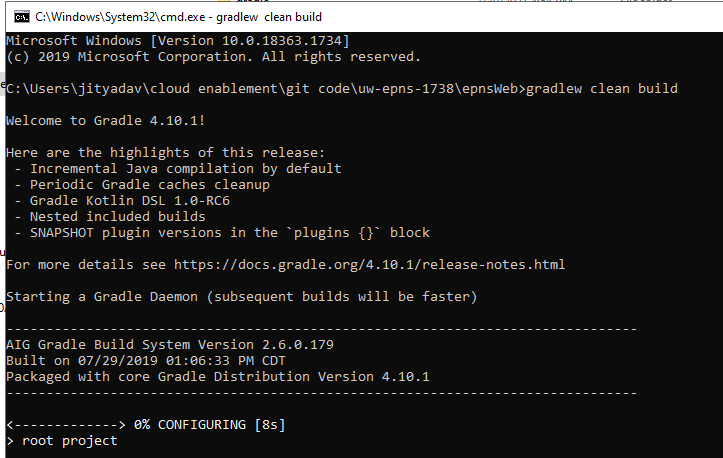 C:\Windows\System32\cmd.exe - gradlew  clean build
Microsoft Windows [Version 10.0.18363.1734]
(c) 2019 Microsoft Corporation. All rights reserved.
C:\Users\jityadav\cloud enablement\git code\uw-epns-1738\epnsWeb>gradlew clean build
Welcome to Gradle 4.10.1!
Here are the highlights of this release:
- Incremental Java compilation by default
- Periodic Gradle caches cleanup
- Gradle Kotlin DSL 1.0-RC6
- Nested included builds
- SNAPSHOT plugin versions in the `plugins {}` block
For more details see https://docs.gradle.org/4.10.1/release-notes.html
Starting a Gradle Daemon (subsequent builds will be faster)
--------------------------------------------------------------------------------
AIG Gradle Build System Version 2.6.0.179
Built on 07/29/2019 01:06:33 PM CDT
Packaged with core Gradle Distribution Version 4.10.1
--------------------------------------------------------------------------------
<-------------> 0% CONFIGURING [8s]
> root project